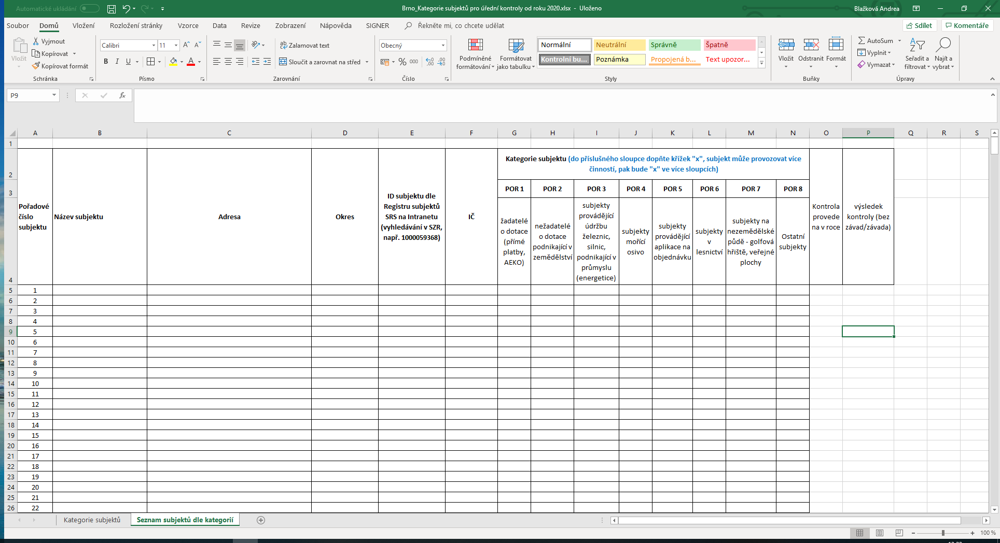 Automatické ukládání
Brno_Kategorie subjektů pro úřední kontroly od roku 2020.xlsx - Uloženo
Blažková Andrea
Soubor Domů Vložení Rozložení stránky Vzorce Data Revize Zobrazení Nápověda SIGNER Řekněte mi, co chcete udělat Sdílet Komentáře
Vložit
Vyjmout
Kopírovat
Kopírovat formát
Schránka
Calibri 11
B I U
Písmo
Zalamovat text
Sloučit a zarovnat na střed
Zarovnání
Obecný
% 000
Číslo
Podmíněné formátování
Formátovat jako tabulku
Normální Neutrální Správně Špatně
Kontrolní bu... Poznámka Propojená b... Text upozor...
Styly
Vložit Odstranit Formát
Buňky
AutoSum
Vyplnit
Vymazat
Seřadit a filtrovat
Najít a vybrat
Úpravy
P9
fx
A B C D E F G H I J K L M N O P Q R S
1
2
3
4
Pořadové
číslo
subjektu
Název subjektu
Adresa
Okres
ID subjektu dle
Registru subjektů
SRS na Intranetu
(vyhledávání v SZR,
např. 1000059368)
IČ
Kategorie subjektu (do příslušného sloupce dopňte křížek "x", subjekt může provozovat více
činností, pak bude "x" ve více sloupcích)
POR 1 POR 2 POR 3 POR 4 POR 5 POR 6 POR 7 POR 8
žadatelé
o dotace
(přímé
platby,
AEKO)
nežadatelé
o dotace
podnikající v
zemědělství
subjekty
provádějící
údržbu
železnic,
silnic,
podnikající v
průmyslu
(energetice)
subjekty
mořící
osivo
subjekty
provádějící
aplikace na
objednávku
subjekty
v
lesnictví
subjekty na
nezemědělské
půdě - golfová
hřiště, veřejné
plochy
Ostatní
subjekty
Kontrola
provede
na v roce
výsledek
kontroly (bez
závad/závada)
5 1
6 2
7 3
8 4
9 5
10 6
11 7
12 8
13 9
14 10
15 11
16 12
17 13
18 14
19 15
20 16
21 17
22 18
23 19
24 20
25 21
26 22
Kategorie subjektů Seznam subjektů dle kategorií
100 %